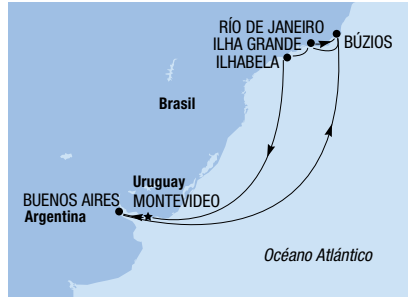 RÍO DE JANEIRO
ILHA GRANDE
BÚZIOS
ILHABELA
Brasil
Uruguay
BUENOS AIRES MONTEVIDEO
Argentina
Océano Atlántico